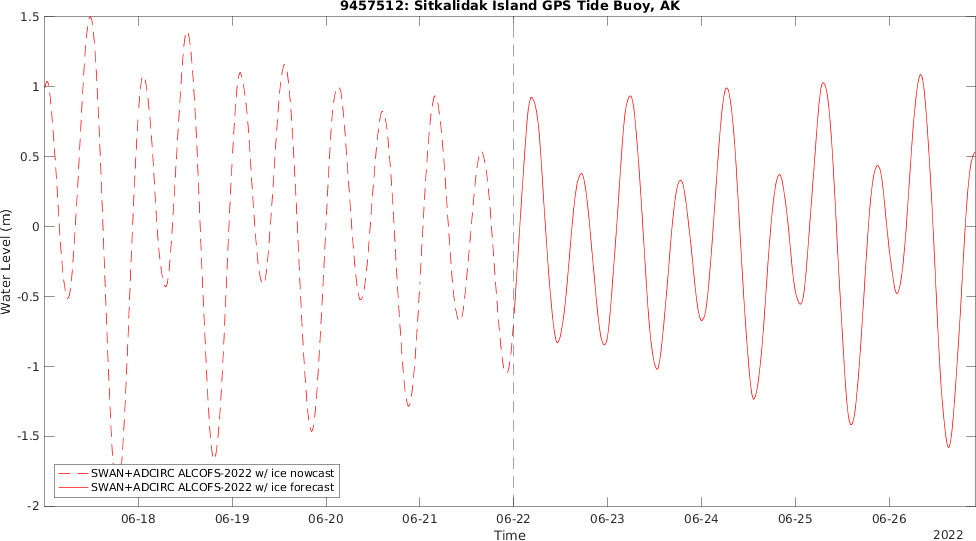 9457512: Sitkalidak Island GPS Tide Buoy, AK
1.5
1
0.5
0
-0.5
-1
-1.5
-2
Water Level (m)
SWAN+ADCIRC ALCOFS-2022 w/ ice nowcast
SWAN+ADCIRC ALCOFS-2022 w/ ice forecast
06-18 06-19 06-20 06-21 06-22 06-23 06-24 06-25 06-26
Time
2022